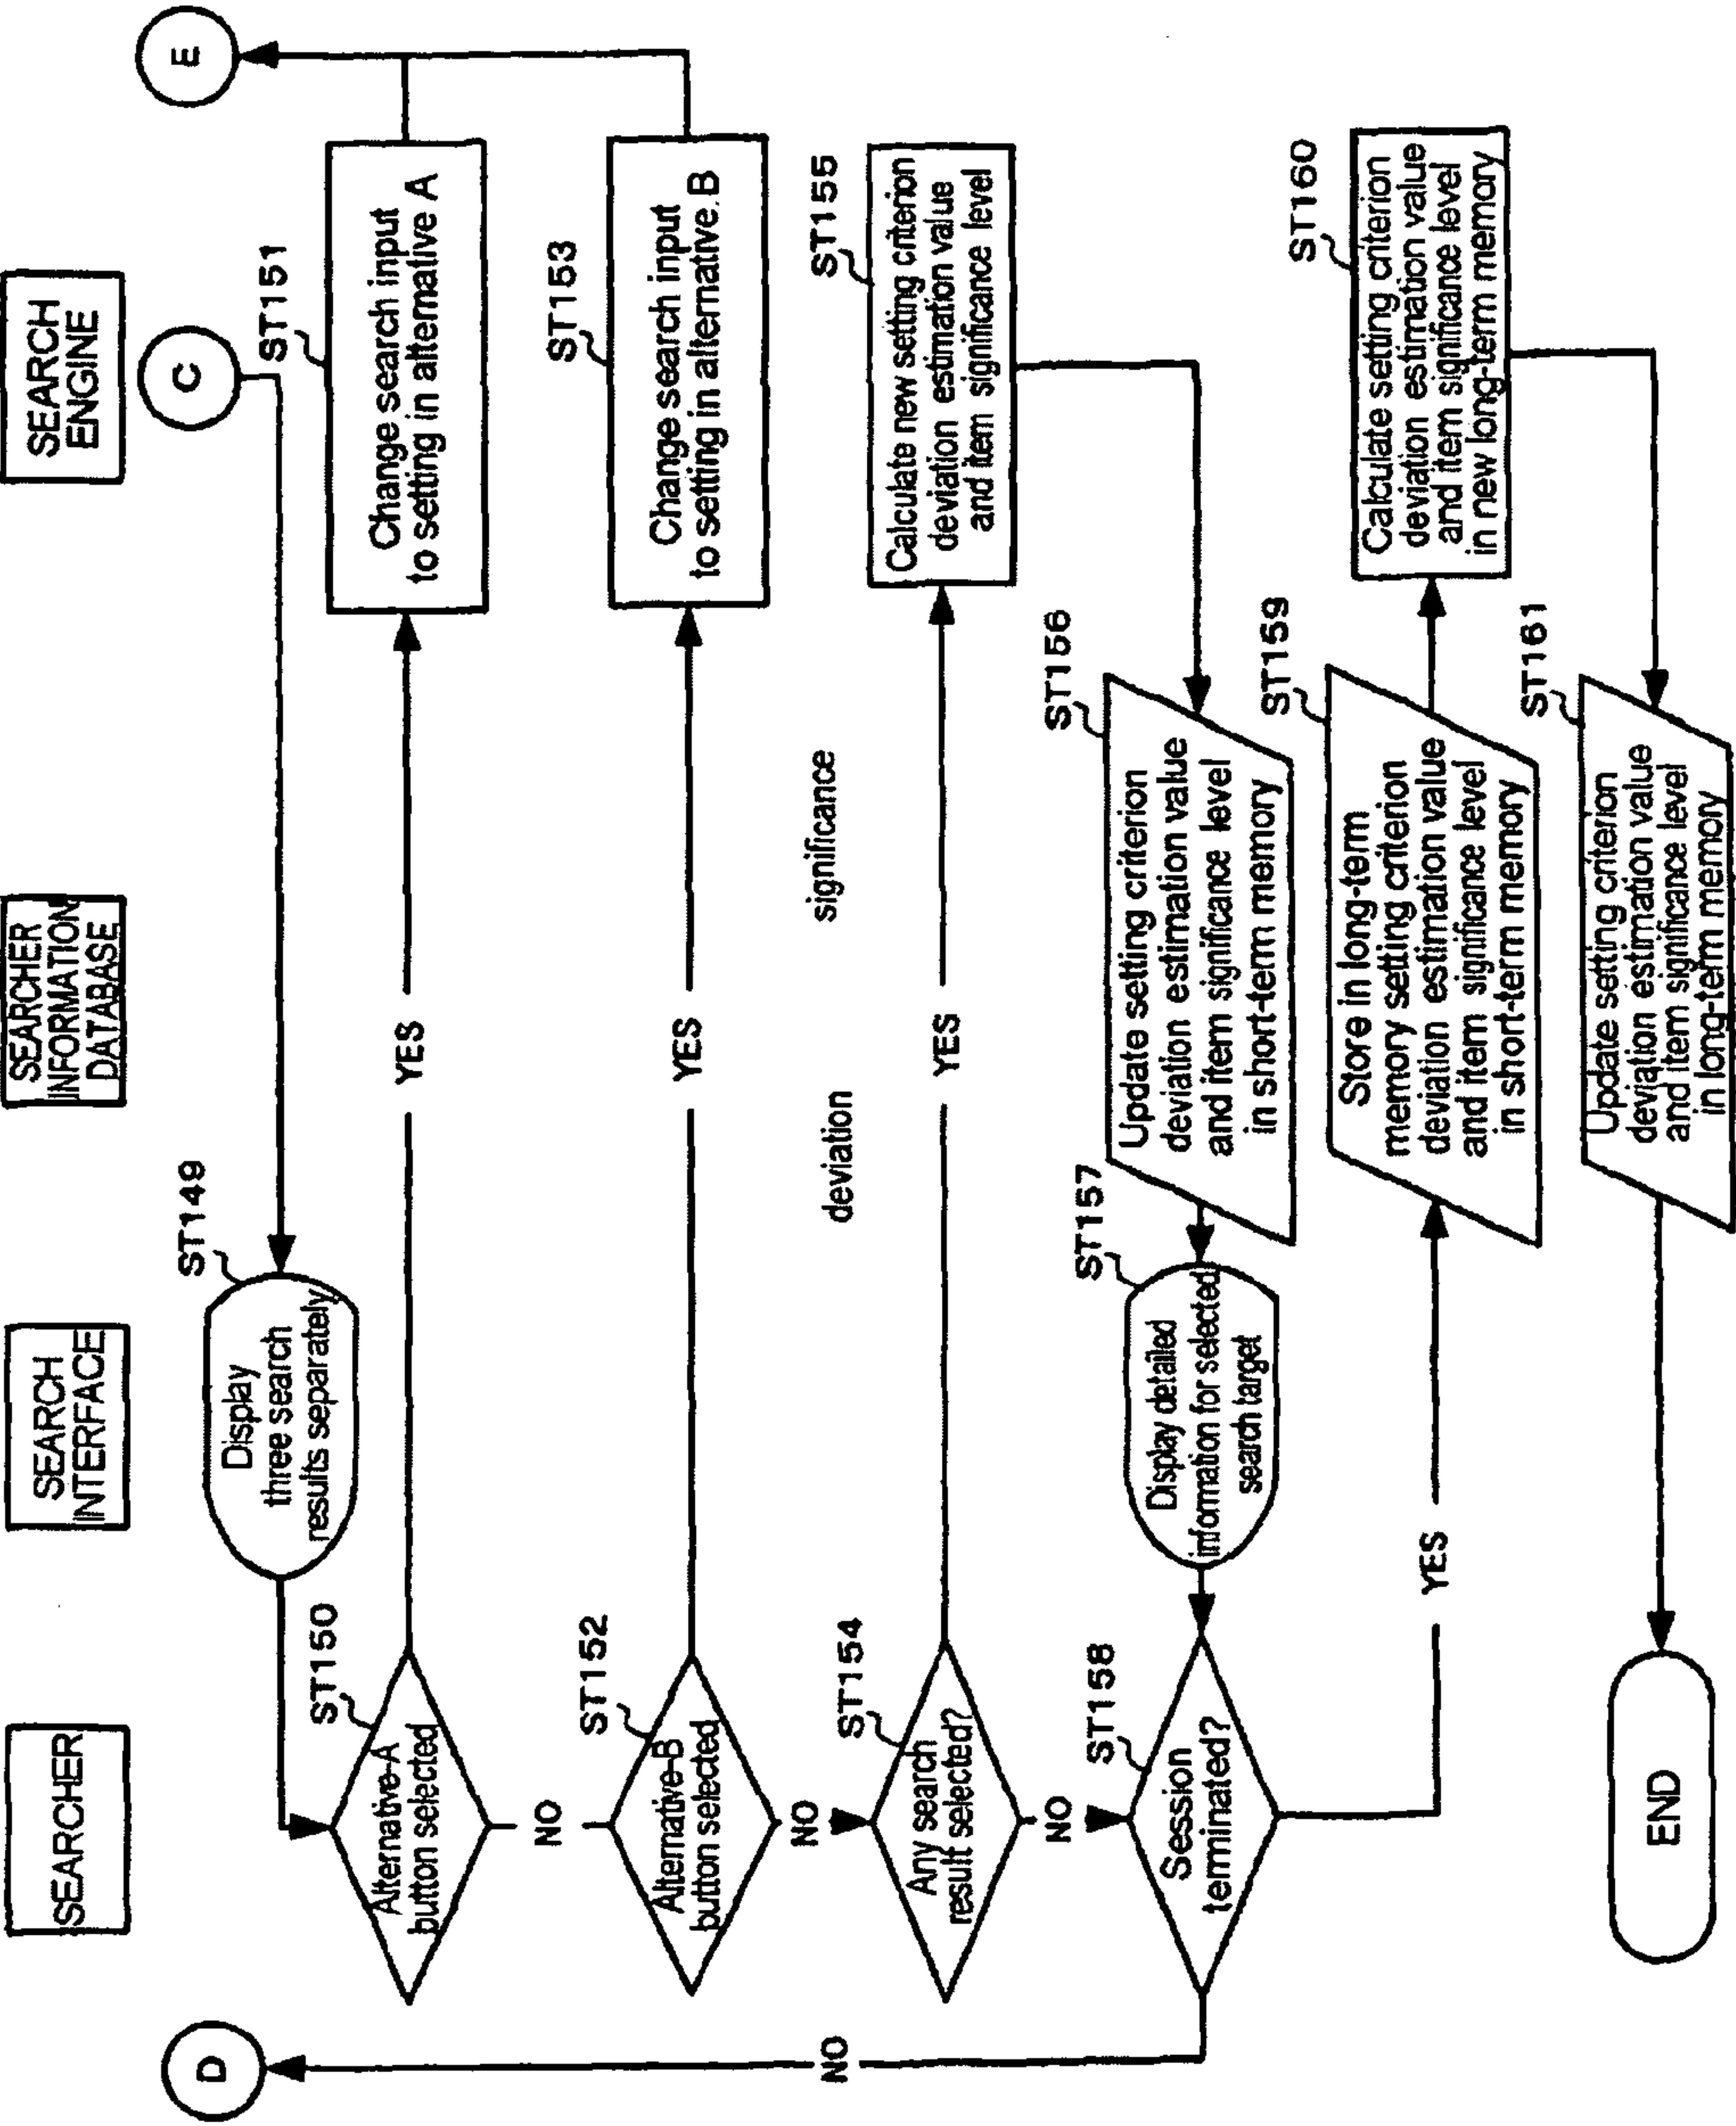 SEARCHER
SEARCH
INTERFACE
SEARCHER
INFORMATION
DATABASE
SEARCH
ENGINE
D
C
E
ST149
Display
three search
results separately
ST150
Alternative-A
button selected
YES
ST151
Change search input
to setting in alternative A
NO
ST152
Alternative-B
button selected
YES
ST153
Change search input
to setting in alternative B
NO
deviation
significance
ST154
Any search
result selected?
YES
ST155
Calculate new setting criterion
deviation estimation value
and item significance level
NO
NO
ST156
Update setting criterion
deviation estimation value
and item significance level
in short-term memory
ST157
Display detailed
information for selected
search target
ST158
Session
terminated?
YES
ST159
Store in long-term
memory setting criterion
deviation estimation value
and item significance level
in short-term memory
ST160
Calculate setting criterion
deviation estimation value
and item significance level
in new long-term memory
ST161
Update setting criterion
deviation estimation value
and item significance level
in long-term memory
END